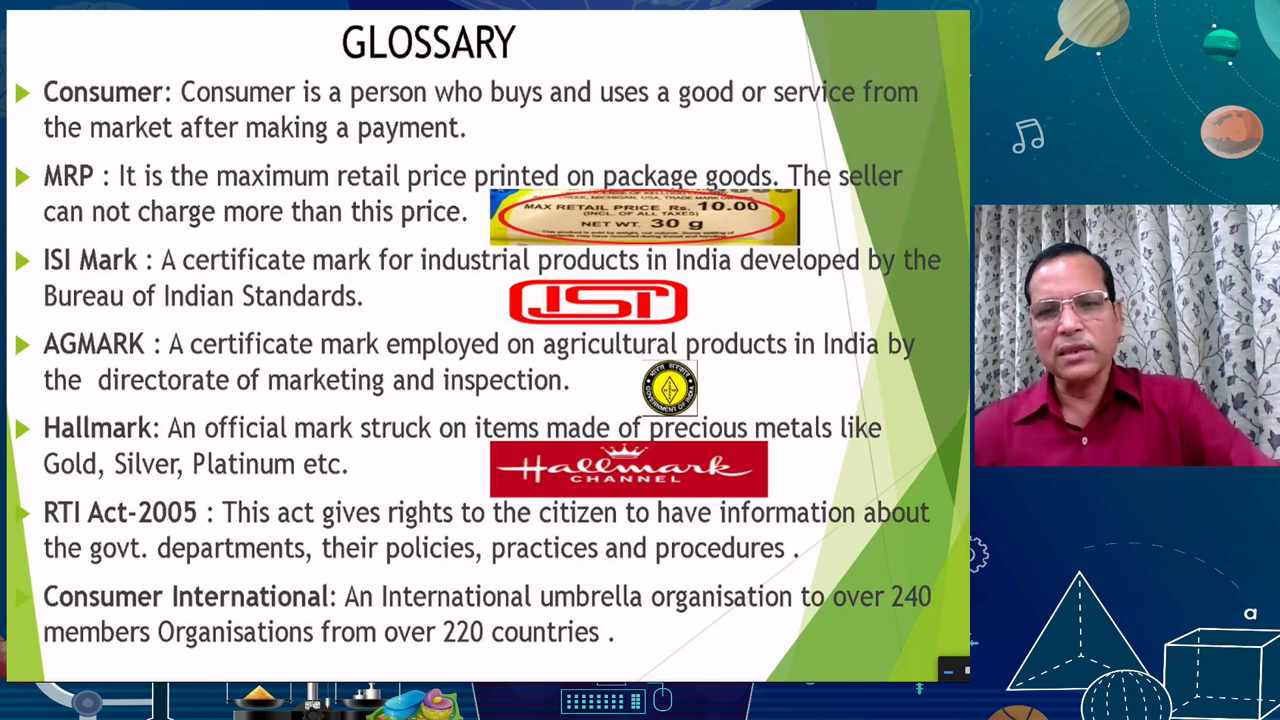 GLOSSARY
Consumer: Consumer is a person who buys and uses a good or service from
the market after making a payment.
MRP : It is the maximum retail price printed on package goods. The seller
can not charge more than this price.
MAX RETAIL PRICE Rs. 10.00
(INCL. OF ALL TAXES)
NET WT. 30 g
ISI Mark : A certificate mark for industrial products in India developed by the
Bureau of Indian Standards.
ISI
AGMARK : A certificate mark employed on agricultural products in India by
the directorate of marketing and inspection.
भारत सरकार
GOVERNMENT OF INDIA
Hallmark: An official mark struck on items made of precious metals like
Gold, Silver, Platinum etc.
Hallmark
CHANNEL
RTI Act-2005 : This act gives rights to the citizen to have information about
the govt. departments, their policies, practices and procedures .
Consumer International: An International umbrella organisation to over 240
members Organisations from over 220 countries .
a